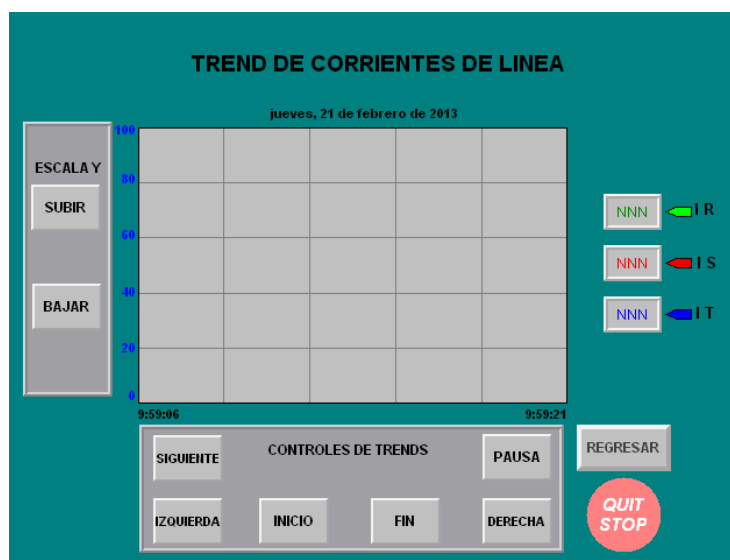 TREND DE CORRIENTES DE LINEA
jueves, 21 de febrero de 2013
ESCALA Y
SUBIR
BAJAR
100
80
60
40
20
0
9:59:06
9:59:21
NNN I R
NNN I S
NNN I T
CONTROLES DE TRENDS
SIGUIENTE
PAUSA
IZQUIERDA
INICIO
FIN
DERECHA
REGRESAR
QUIT
STOP